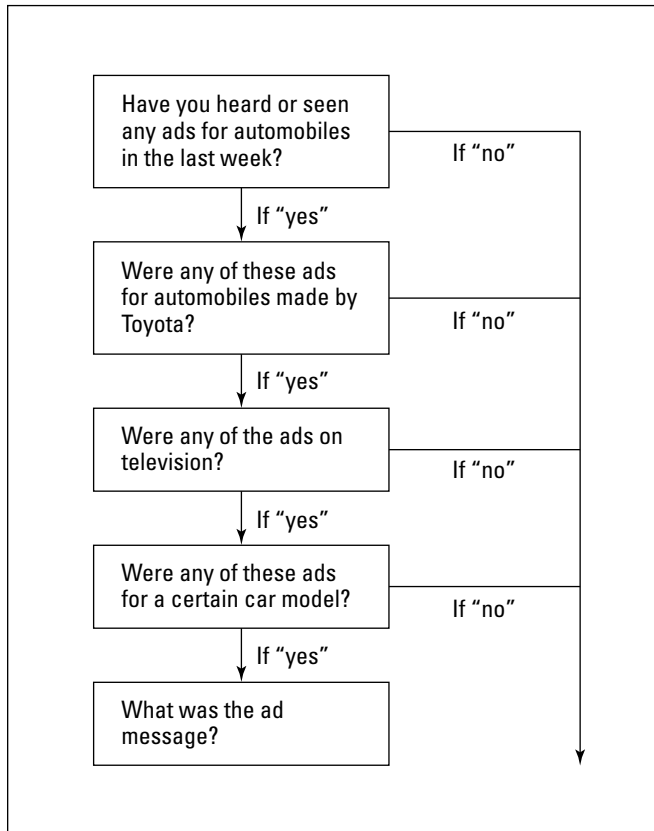 Have you heard or seen
any ads for automobiles
in the last week?
If “no”
If “yes”
Were any of these ads
for automobiles made by
Toyota?
If “no”
If “yes”
Were any of the ads on
television?
If “no”
If “yes”
Were any of these ads
for a certain car model?
If “no”
If “yes”
What was the ad
message?